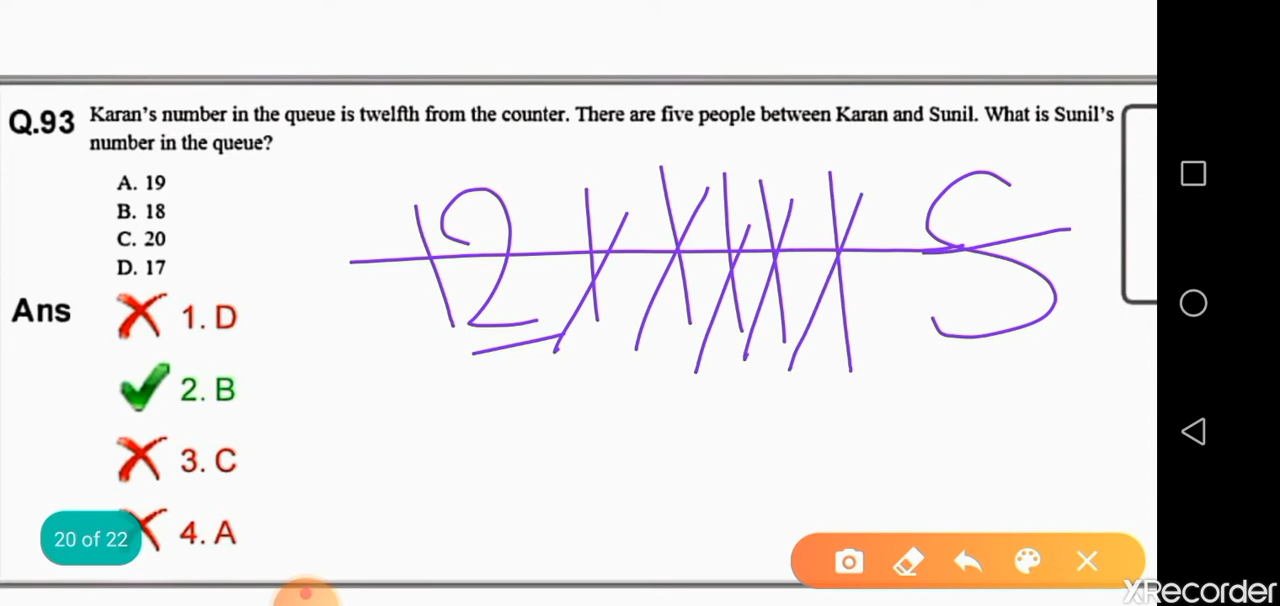 Q.93 Karan's number in the queue is twelfth from the counter. There are five people between Karan and Sunil. What is Sunil's
number in the queue?
A. 19
B. 18
C. 20
D. 17
12 S
Ans 1. D
2. B
3. C
4. A
20 of 22
XRecorder